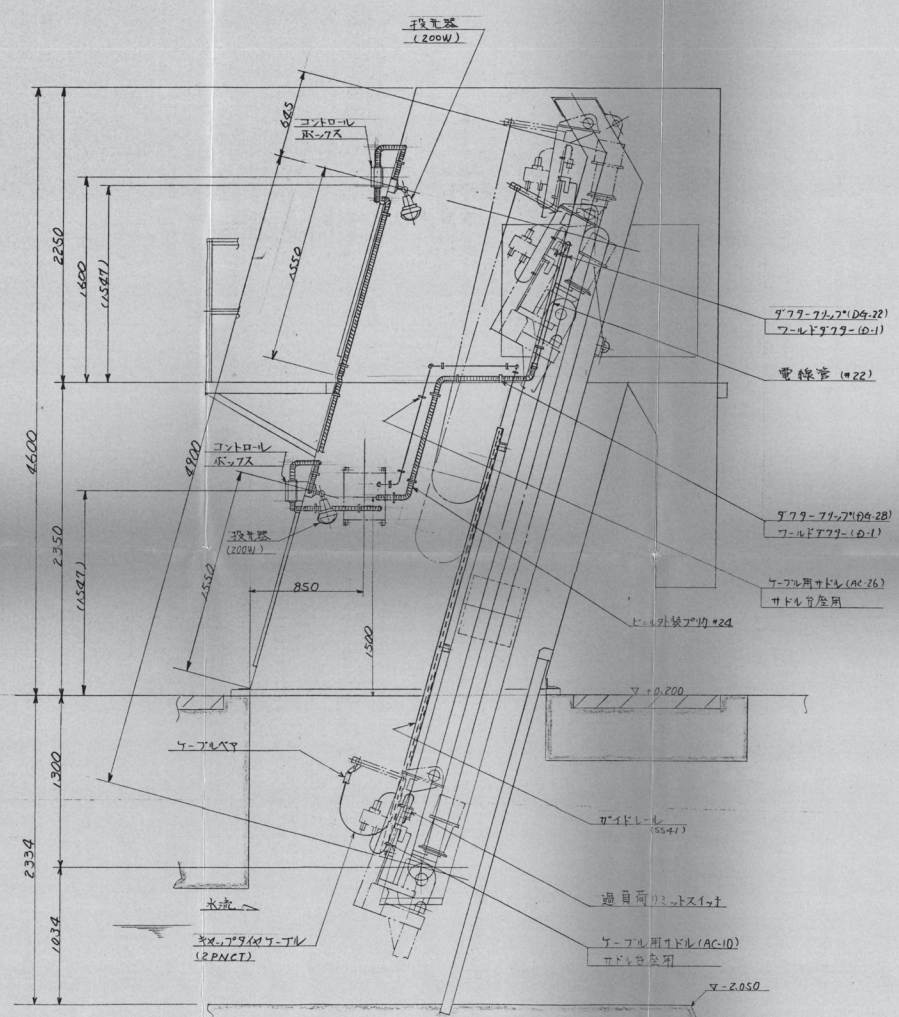 投光器
(200W)
645
コントロール
ボックス
2250
1600
(1547)
1550
ダクタークリップ(DG-22)
ワールドダクター(D-1)
電線管 (#22)
4600
4900
コントロール
ボックス
2350
(1547)
1550
投光器
(200W)
850
1500
ダクタークリップ(DG-28)
ワールドダクター(D-1)
ケーブル用サドル(AC-26)
サドル台座用
ビニル外装プリカ #24
▽+0.200
ケーブルベア
1300
2334
ガイドレール
(SS41)
過負荷リミットスイッチ
水流
1034
キャップタイヤケーブル
(2PNCT)
ケーブル用サドル(AC-10)
サドル台座用
▽-2.050